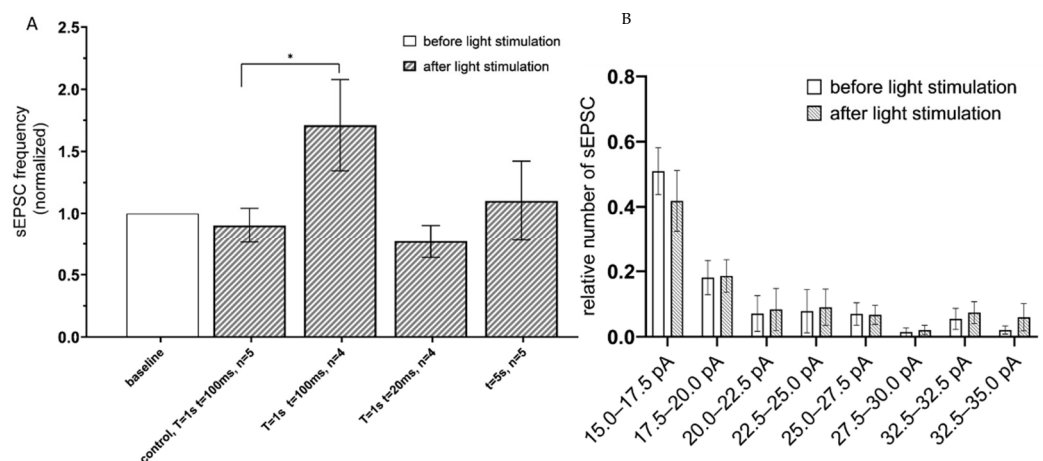 A
2.5
2.0
1.5
1.0
0.5
0.0
sEPSC frequency
(normalized)
*
before light stimulation
after light stimulation
baseline
control, T=1s t=100ms, n=5
T=1s t=100ms, n=4
T=1s t=20ms, n=4
t=5s, n=5
B
0.8
0.6
0.4
0.2
0.0
relative number of sEPSC
before light stimulation
after light stimulation
15.0–17.5 pA
17.5–20.0 pA
20.0–22.5 pA
22.5–25.0 pA
25.0–27.5 pA
27.5–30.0 pA
32.5–32.5 pA
32.5–35.0 pA